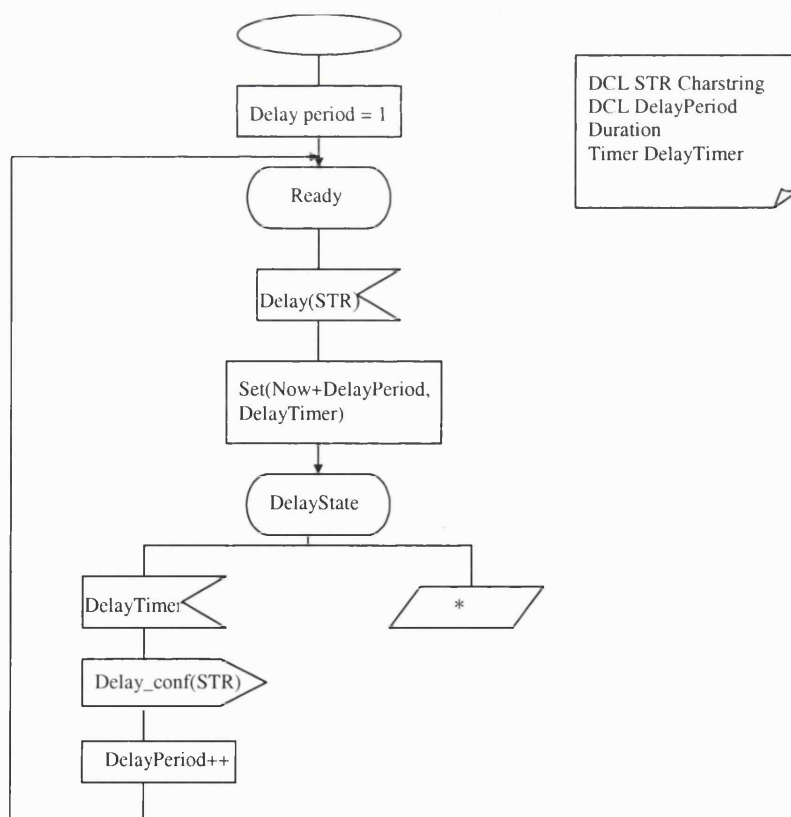 Delay period = 1
DCL STR Charstring
DCL DelayPeriod
Duration
Timer DelayTimer
Ready
Delay(STR)
Set(Now+DelayPeriod,
DelayTimer)
DelayState
DelayTimer
*
Delay_conf(STR)
DelayPeriod++